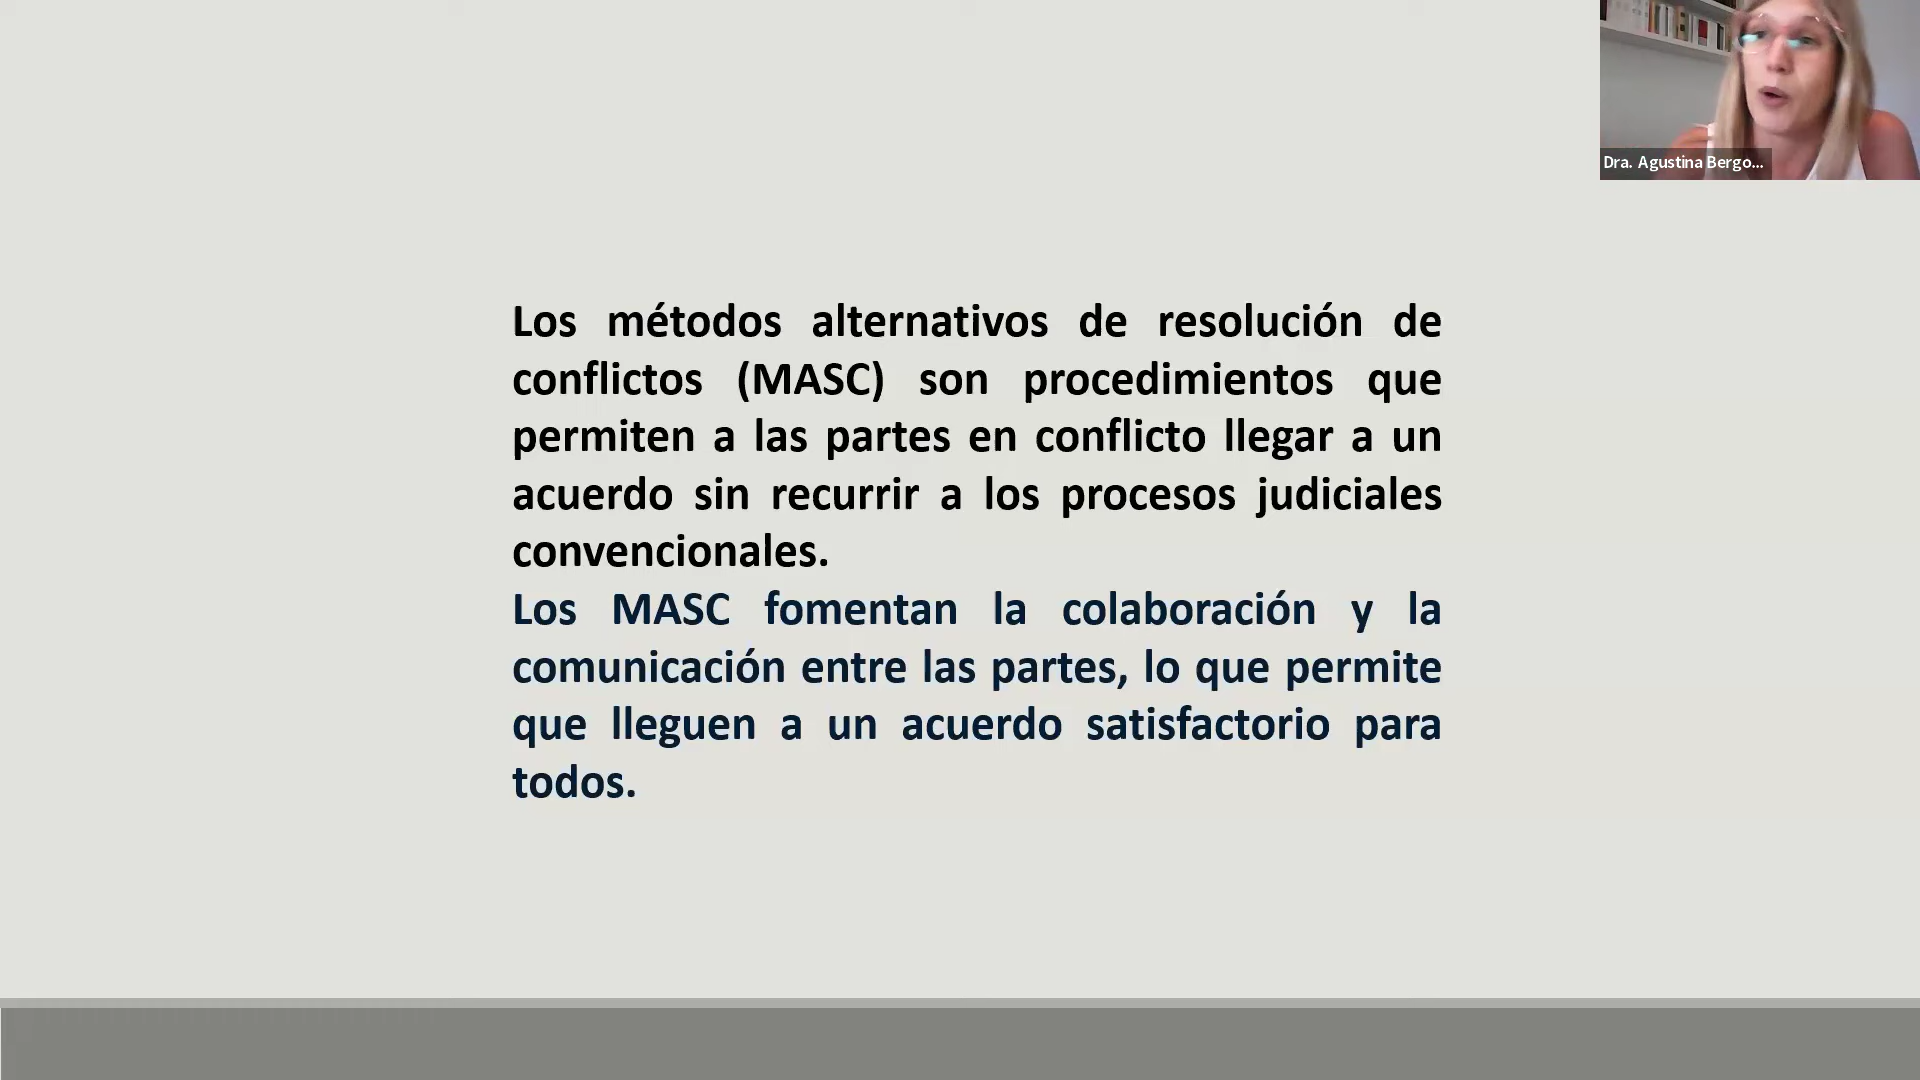 Dra. Agustina Bergo...
Los métodos alternativos de resolución de
conflictos (MASC) son procedimientos que
permiten a las partes en conflicto llegar a un
acuerdo sin recurrir a los procesos judiciales
convencionales.
Los MASC fomentan la colaboración y la
comunicación entre las partes, lo que permite
que lleguen a un acuerdo satisfactorio para
todos.